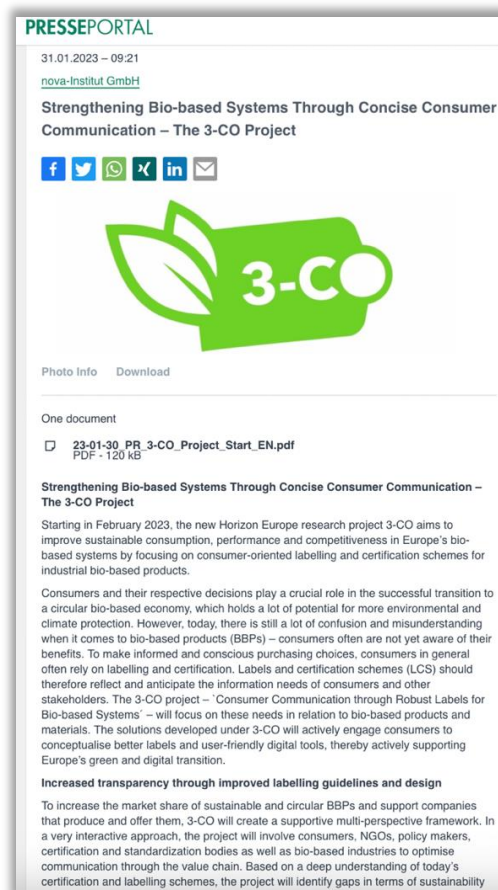 PRESSEPORTAL
31.01.2023 – 09:21
nova-Institut GmbH
Strengthening Bio-based Systems Through Concise Consumer
Communication – The 3-CO Project
3-CO
Photo Info Download
One document
23-01-30_PR_3-CO_Project_Start_EN.pdf
PDF - 120 kB
Strengthening Bio-based Systems Through Concise Consumer Communication –
The 3-CO Project
Starting in February 2023, the new Horizon Europe research project 3-CO aims to
improve sustainable consumption, performance and competitiveness in Europe's bio-
based systems by focusing on consumer-oriented labelling and certification schemes for
industrial bio-based products.
Consumers and their respective decisions play a crucial role in the successful transition to
a circular bio-based economy, which holds a lot of potential for more environmental and
climate protection. However, today, there is still a lot of confusion and misunderstanding
when it comes to bio-based products (BBPs) – consumers often are not yet aware of their
benefits. To make informed and conscious purchasing choices, consumers in general
often rely on labelling and certification. Labels and certification schemes (LCS) should
therefore reflect and anticipate the information needs of consumers and other
stakeholders. The 3-CO project – `Consumer Communication through Robust Labels for
Bio-based Systems´ – will focus on these needs in relation to bio-based products and
materials. The solutions developed under 3-CO will actively engage consumers to
conceptualise better labels and user-friendly digital tools, thereby actively supporting
Europe's green and digital transition.
Increased transparency through improved labelling guidelines and design
To increase the market share of sustainable and circular BBPs and support companies
that produce and offer them, 3-CO will create a supportive multi-perspective framework. In
a very interactive approach, the project will involve consumers, NGOs, policy makers,
certification and standardization bodies as well as bio-based industries to optimise
communication through the value chain. Based on a deep understanding of today's
certification and labelling schemes, the project will identify gaps in terms of sustainability